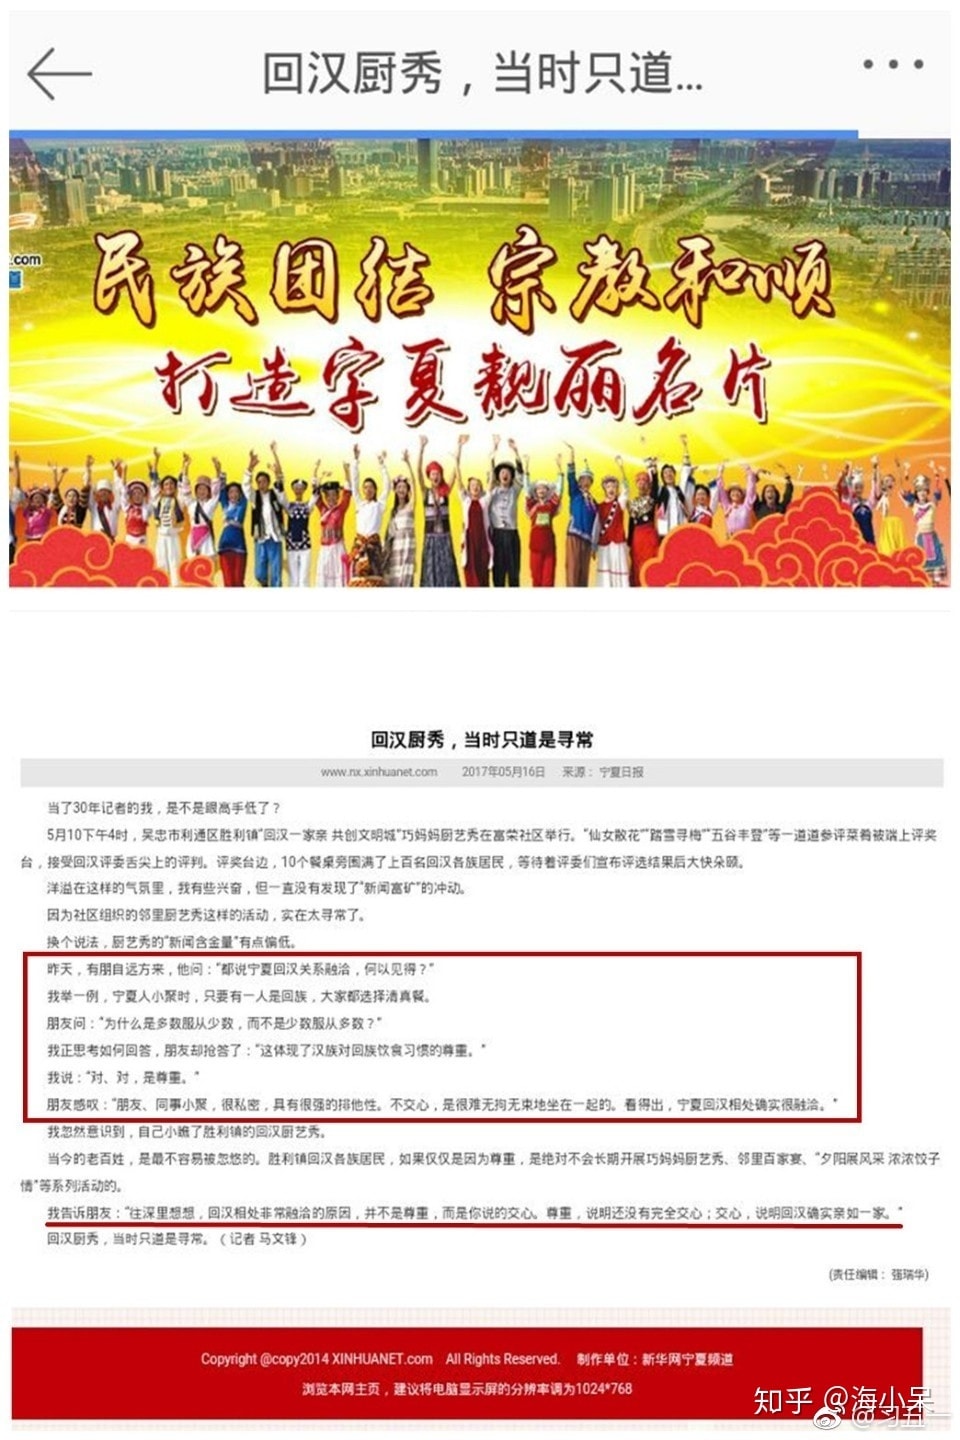 回汉厨秀，当时只道...
.com
民族团结 宗教和顺
打造宁夏靓丽名片
回汉厨秀，当时只道是寻常
www.nx.xinhuanet.com 2017年05月16日 来源： 宁夏日报
当了30年记者的我，是不是眼高手低了？
5月10下午4时，吴忠市利通区胜利镇“回汉一家亲 共创文明城”巧妈妈厨艺秀在富荣社区举行。“仙女散花”“踏雪寻梅”“五谷丰登”等一道道参评菜肴被端上评奖
台，接受回汉评委舌尖上的评判。评奖台边，10个餐桌旁围满了上百名回汉各族居民，等待着评委们宣布评选结果后大快朵颐。
洋溢在这样的气氛里，我有些兴奋，但一直没有发现了“新闻富矿”的冲动。
因为社区组织的邻里厨艺秀这样的活动，实在太寻常了。
换个说法，厨艺秀的“新闻含金量”有点偏低。
昨天，有朋自远方来，他问：“都说宁夏回汉关系融洽，何以见得？”
我举一例，宁夏人小聚时，只要有一人是回族，大家都选择清真餐。
朋友问：“为什么是多数服从少数，而不是少数服从多数？”
我正思考如何回答，朋友却抢答了：“这体现了汉族对回族饮食习惯的尊重。”
我说：“对、对，是尊重。”
朋友感叹：“朋友、同事小聚，很私密，具有很强的排他性。不交心，是很难无拘无束地坐在一起的。看得出，宁夏回汉相处确实很融洽。”
我忽然意识到，自己小瞧了胜利镇的回汉厨艺秀。
当今的老百姓，是最不容易被忽悠的。胜利镇回汉各族居民，如果仅仅是因为尊重，是绝对不会长期开展巧妈妈厨艺秀、邻里百家宴、“夕阳展风采 浓浓饺子
情”等系列活动的。
我告诉朋友：“往深里想想，回汉相处非常融洽的原因，并不是尊重，而是你说的交心。尊重，说明还没有完全交心；交心，说明回汉确实亲如一家。”
回汉厨秀，当时只道是寻常。（记者 马文锋）
(责任编辑： 强瑞华)
Copyright @copy2014 XINHUANET.com All Rights Reserved. 制作单位：新华网宁夏频道
浏览本网主页，建议将电脑显示屏的分辨率调为1024*768
知乎 @海小呆